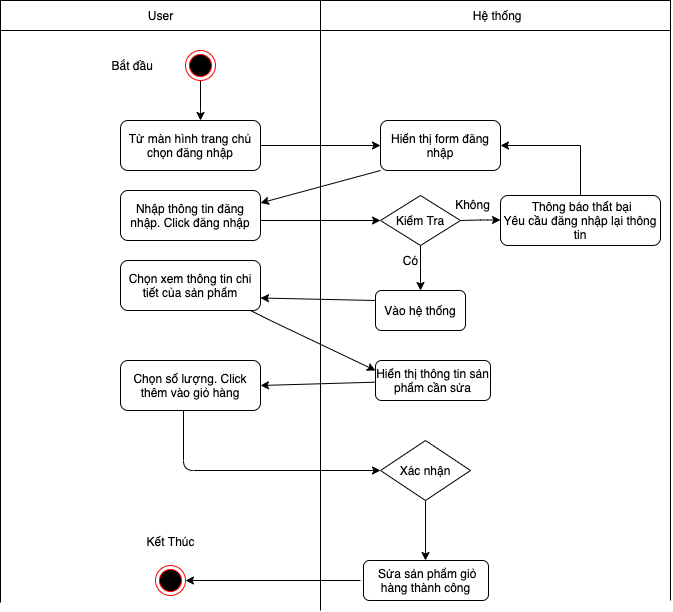 User
Hệ thống
Bắt đầu
Từ màn hình trang chủ
chọn đăng nhập
Hiển thị form đăng
nhập
Nhập thông tin đăng
nhập. Click đăng nhập
Kiểm Tra
Không
Thông báo thất bại
Yêu cầu đăng nhập lại thông
tin
Có
Chọn xem thông tin chi
tiết của sản phẩm
Vào hệ thống
Chọn số lượng. Click
thêm vào giỏ hàng
Hiển thị thông tin sản
phẩm cần sửa
Xác nhận
Kết Thúc
Sửa sản phẩm giỏ
hàng thành công